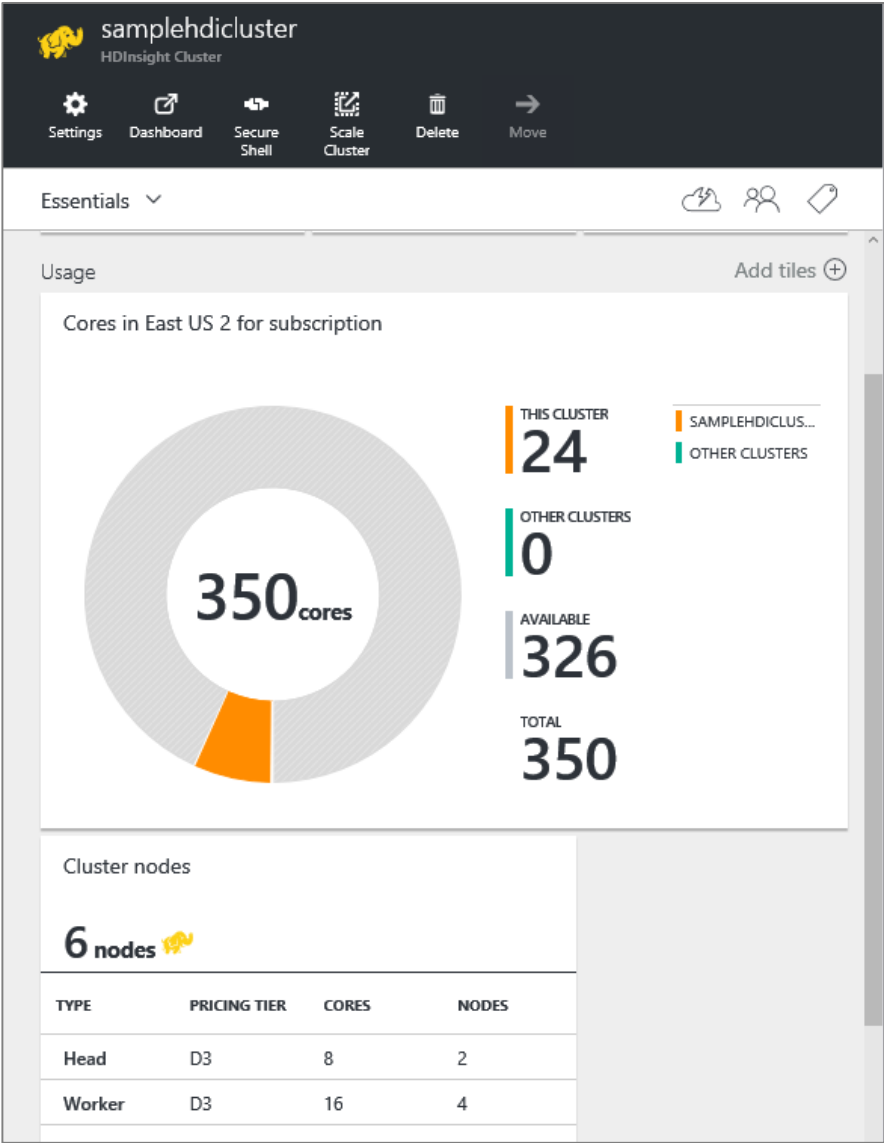 samplehdicluster
HDInsight Cluster
Settings
Dashboard
Secure
Shell
Scale
Cluster
Delete
Move
Essentials
Usage
Add tiles
Cores in East US 2 for subscription
350cores
THIS CLUSTER
24
OTHER CLUSTERS
0
AVAILABLE
326
TOTAL
350
SAMPLEHDICLUS...
OTHER CLUSTERS
Cluster nodes
6 nodes
TYPE PRICING TIER CORES NODES
Head D3 8 2
Worker D3 16 4